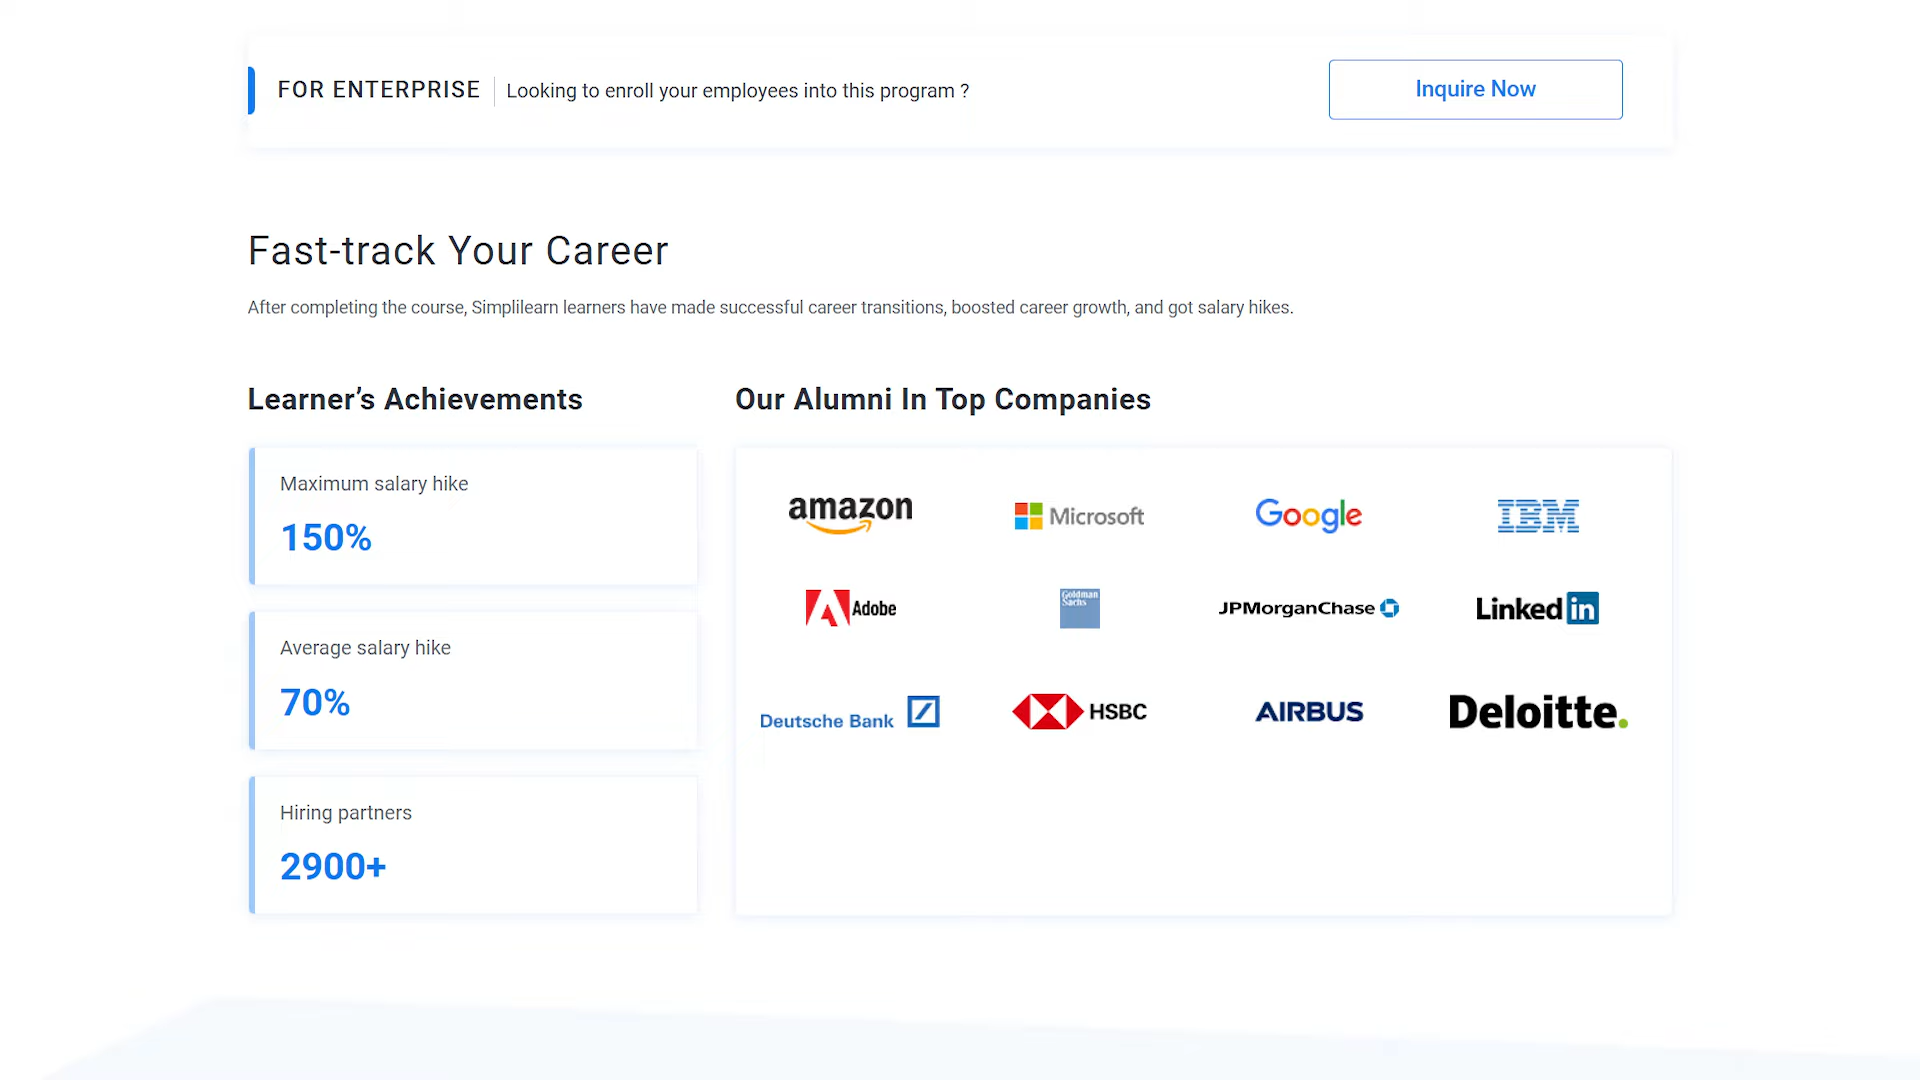 FOR ENTERPRISE
Looking to enroll your employees into this program ?
Inquire Now
Fast-track Your Career
After completing the course, Simplilearn learners have made successful career transitions, boosted career growth, and got salary hikes.
Learner’s Achievements
Maximum salary hike
150%
Average salary hike
70%
Hiring partners
2900+
Our Alumni In Top Companies
amazon
Microsoft
Google
IBM
Adobe
Goldman
Sachs
JPMorganChase
Linked in
Deutsche Bank
HSBC
AIRBUS
Deloitte.